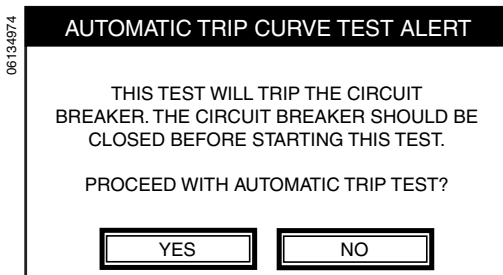 06134974
AUTOMATIC TRIP CURVE TEST ALERT
THIS TEST WILL TRIP THE CIRCUIT
BREAKER. THE CIRCUIT BREAKER SHOULD BE
CLOSED BEFORE STARTING THIS TEST.
PROCEED WITH AUTOMATIC TRIP TEST?
YES
NO